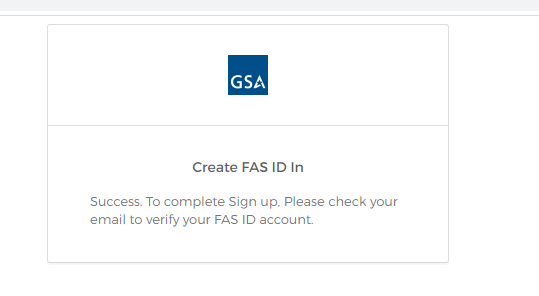 GSA
Create FAS ID In
Success. To complete Sign up, Please check your
email to verify your FAS ID account.